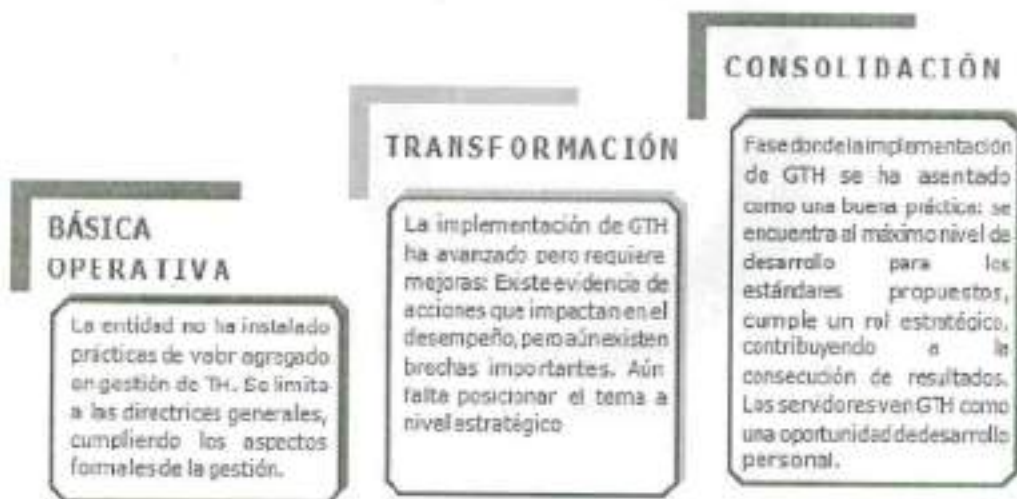 BÁSICA
OPERATIVA
La entidad no ha instalado
prácticas de valor agregado
en gestión de TH. Se limita
a las directrices generales,
cumpliendo los aspectos
formales de la gestión.
TRANSFORMACIÓN
La implementación de GTH
ha avanzado pero requiere
mejoras: Existe evidencia de
acciones que impactan en el
desempeño, pero aún existen
brechas importantes. Aún
falta posicionar el tema a
nivel estratégico
CONSOLIDACIÓN
Fase donde la implementación
de GTH se ha asentado
como una buena práctica: se
encuentra al máximo nivel de
desarrollo para los
estándares propuestos,
cumple un rol estratégico,
contribuyendo a la
consecución de resultados.
Los servidores ven GTH como
una oportunidad de desarrollo
personal.